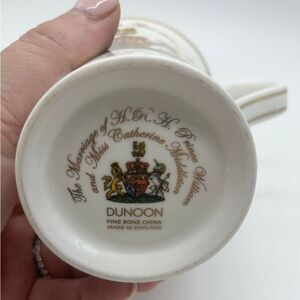 The Marriage of H.R.H. Prince William
and Miss Catherine Middleton
DUNOON
FINE BONE CHINA
MADE IN ENGLAND